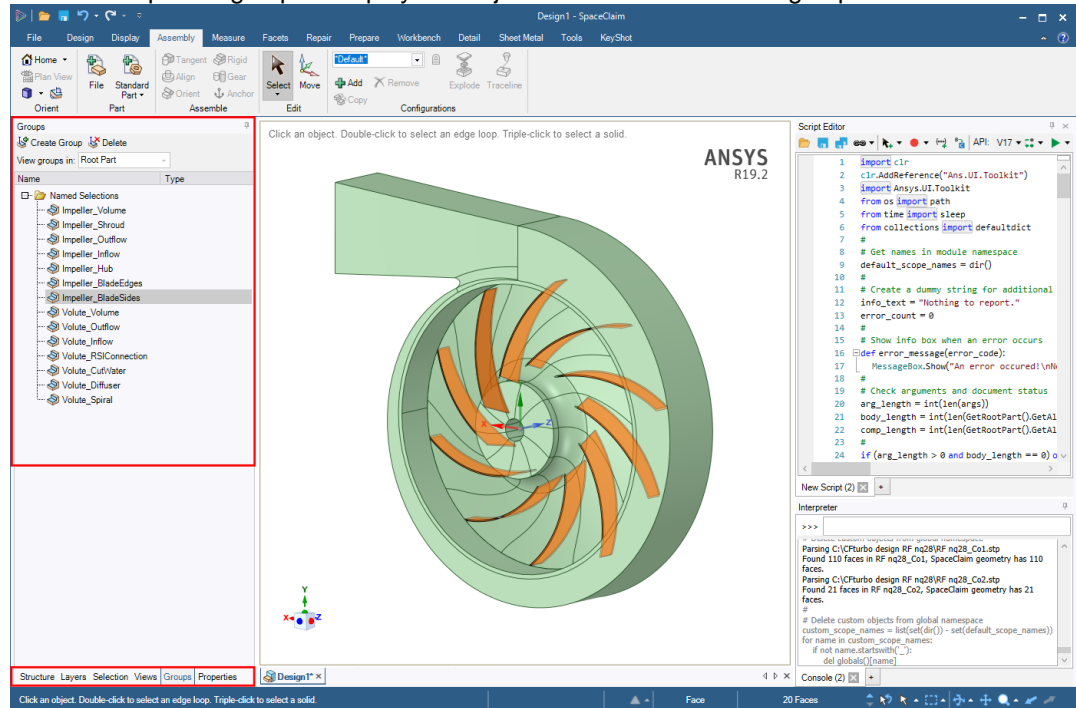 Design1 - SpaceClaim
File Design Display Assembly Measure Facets Repair Prepare Workbench Detail Sheet Metal Tools KeyShot
Home
Plan View
Orient
File
Standard Part
Part
Tangent Rigid
Align Gear
Orient Anchor
Assemble
Select Move
Edit
"Default"
Add Remove
Copy
Explode Traceline
Configurations
Groups
Create Group Delete
View groups in: Root Part
Name Type
Named Selections
Impeller_Volume
Impeller_Shroud
Impeller_Outflow
Impeller_Inflow
Impeller_Hub
Impeller_BladeEdges
Impeller_BladeSides
Volute_Volume
Volute_Outflow
Volute_Inflow
Volute_RSIConnection
Volute_CutWater
Volute_Diffuser
Volute_Spiral
Structure Layers Selection Views Groups Properties
Click an object. Double-click to select an edge loop. Triple-click to select a solid.
ANSYS
R19.2
X Z
Y
X Z
Design1*
Script Editor
API: V17
1 import clr
2 clr.AddReference("Ans.UI.Toolkit")
3 import Ansys.UI.Toolkit
4 from os import path
5 from time import sleep
6 from collections import defaultdict
7 #
8 # Get names in module namespace
9 default_scope_names = dir()
10 #
11 # Create a dummy string for additional
12 info_text = "Nothing to report."
13 error_count = 0
14 #
15 # Show info box when an error occurs
16 def error_message(error_code):
17 MessageBox.Show("An error occured!\nN
18 #
19 # Check arguments and document status
20 arg_length = int(len(args))
21 body_length = int(len(GetRootPart().GetAl
22 comp_length = int(len(GetRootPart().GetAl
23 #
24 if (arg_length > 0 and body_length == 0) o
New Script (2)
Interpreter
>>>
# Delete custom objects from global namespace
Parsing C:\CFturbo design RF nq28\RF nq28_Co1.stp
Found 110 faces in RF nq28_Co1, SpaceClaim geometry has 110
faces.
Parsing C:\CFturbo design RF nq28\RF nq28_Co2.stp
Found 21 faces in RF nq28_Co2, SpaceClaim geometry has 21
faces.
#
# Delete custom objects from global namespace
custom_scope_names = list(set(dir()) - set(default_scope_names))
for name in custom_scope_names:
if not name.startswith('_'):
del globals()[name]
Console (2)
Click an object. Double-click to select an edge loop. Triple-click to select a solid.
Face
20 Faces